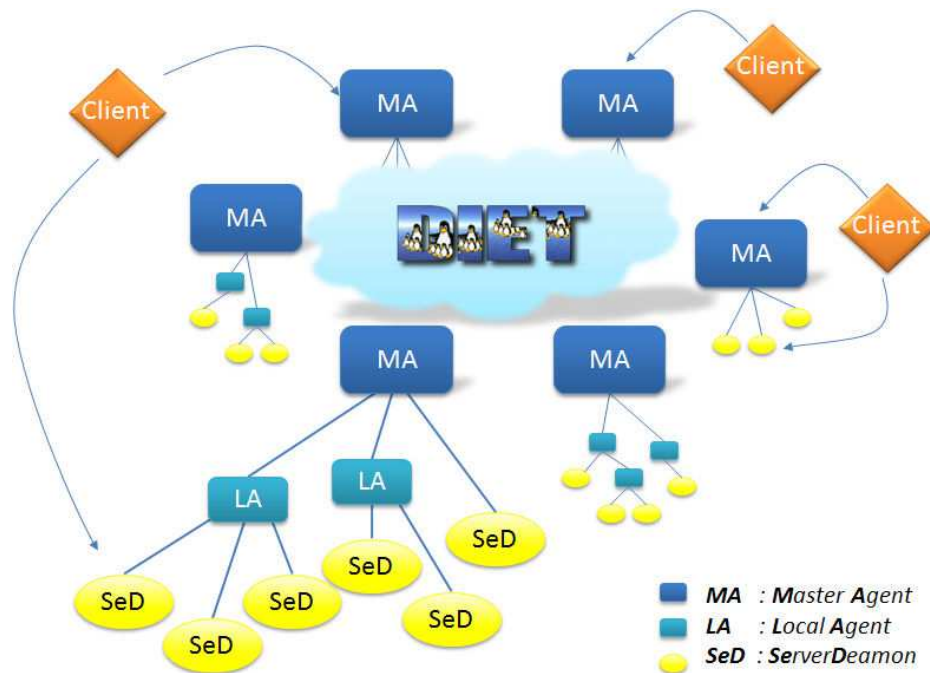 Client
MA
MA
Client
MA
DIET
MA
Client
MA
MA
LA
LA
SeD
SeD
SeD
SeD
SeD
SeD
MA : Master Agent
LA : Local Agent
SeD : ServerDeamon